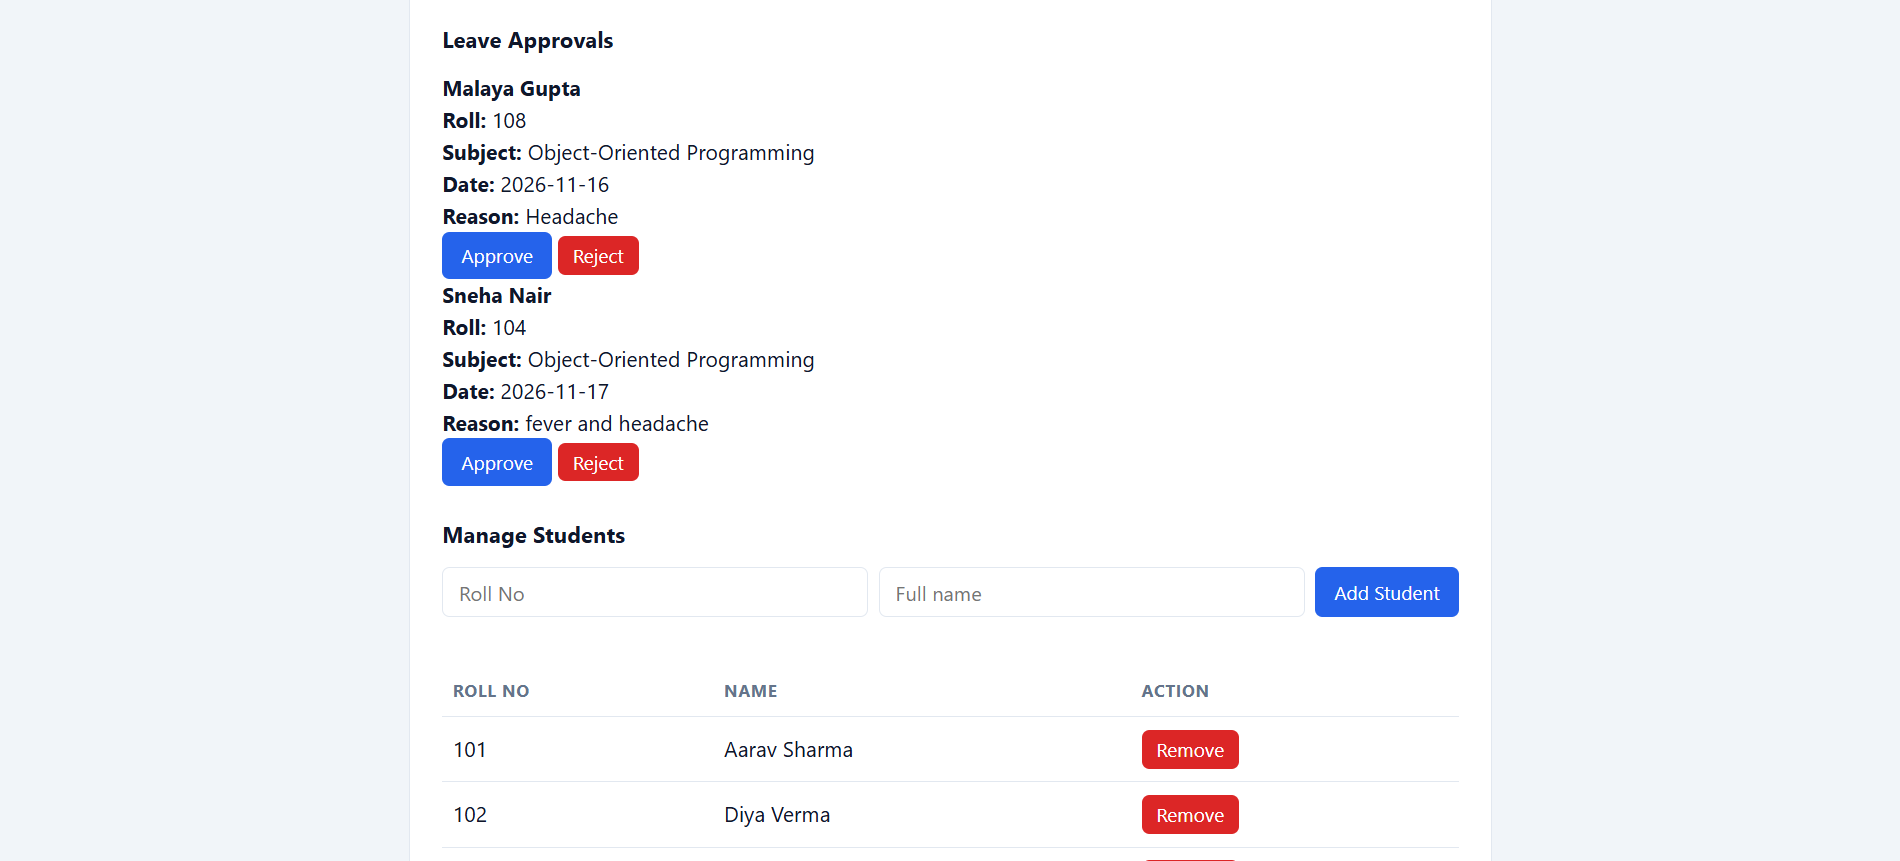 Leave Approvals
Malaya Gupta
Roll: 108
Subject: Object-Oriented Programming
Date: 2026-11-16
Reason: Headache
Approve Reject
Sneha Nair
Roll: 104
Subject: Object-Oriented Programming
Date: 2026-11-17
Reason: fever and headache
Approve Reject
Manage Students
Roll No Full name Add Student
ROLL NO NAME ACTION
101 Aarav Sharma Remove
102 Diya Verma Remove